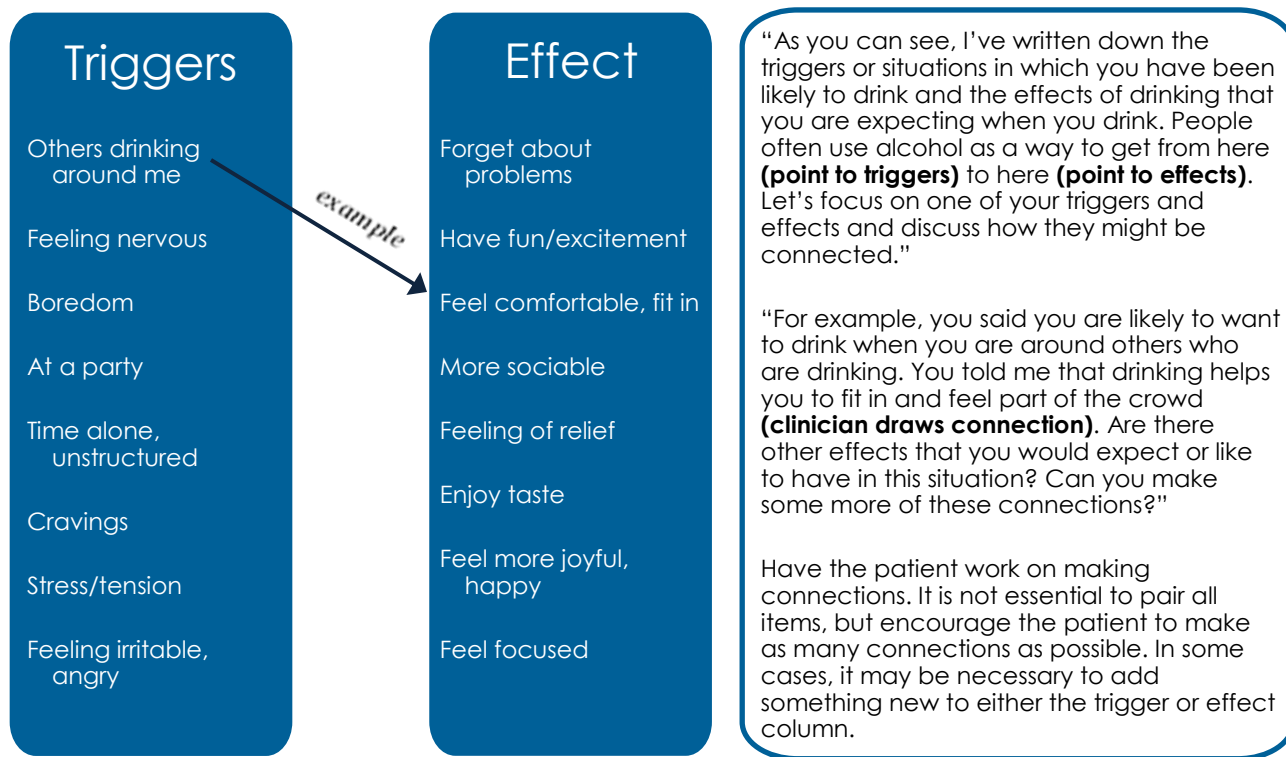 Triggers
Others drinking
around me
Feeling nervous
Boredom
At a party
Time alone,
unstructured
Cravings
Stress/tension
Feeling irritable,
angry
example
Effect
Forget about
problems
Have fun/excitement
Feel comfortable, fit in
More sociable
Feeling of relief
Enjoy taste
Feel more joyful,
happy
Feel focused
“As you can see, I’ve written down the
triggers or situations in which you have been
likely to drink and the effects of drinking that
you are expecting when you drink. People
often use alcohol as a way to get from here
(point to triggers) to here (point to effects).
Let’s focus on one of your triggers and
effects and discuss how they might be
connected.”
“For example, you said you are likely to want
to drink when you are around others who
are drinking. You told me that drinking helps
you to fit in and feel part of the crowd
(clinician draws connection). Are there
other effects that you would expect or like
to have in this situation? Can you make
some more of these connections?”
Have the patient work on making
connections. It is not essential to pair all
items, but encourage the patient to make
as many connections as possible. In some
cases, it may be necessary to add
something new to either the trigger or effect
column.